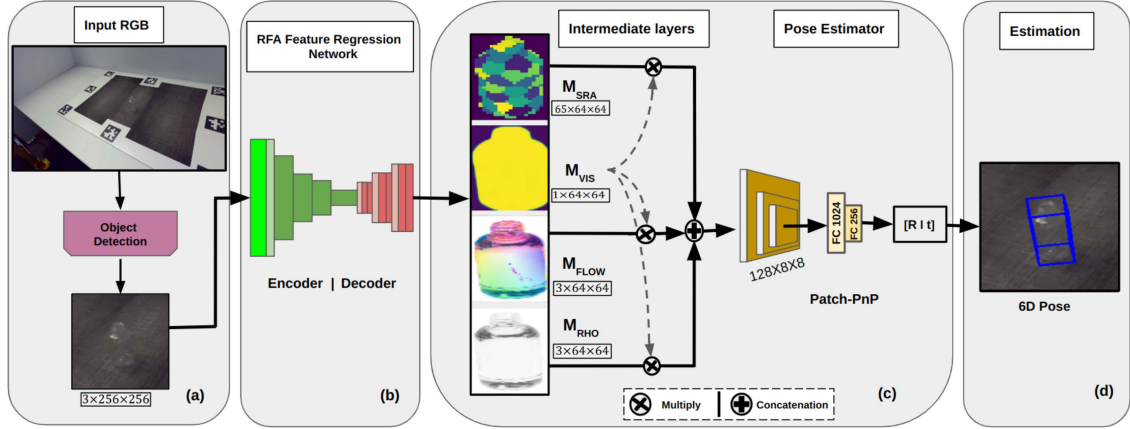 Input RGB
Object
Detection
3×256×256
(a)
RFA Feature Regression
Network
Encoder | Decoder
(b)
Intermediate layers
M_SRA
65×64×64
M_VIS
1×64×64
M_FLOW
3×64×64
M_RHO
3×64×64
Multiply
Concatenation
Pose Estimator
128X8X8
FC 1024
FC 256
[R I t]
Patch-PnP
(c)
Estimation
6D Pose
(d)